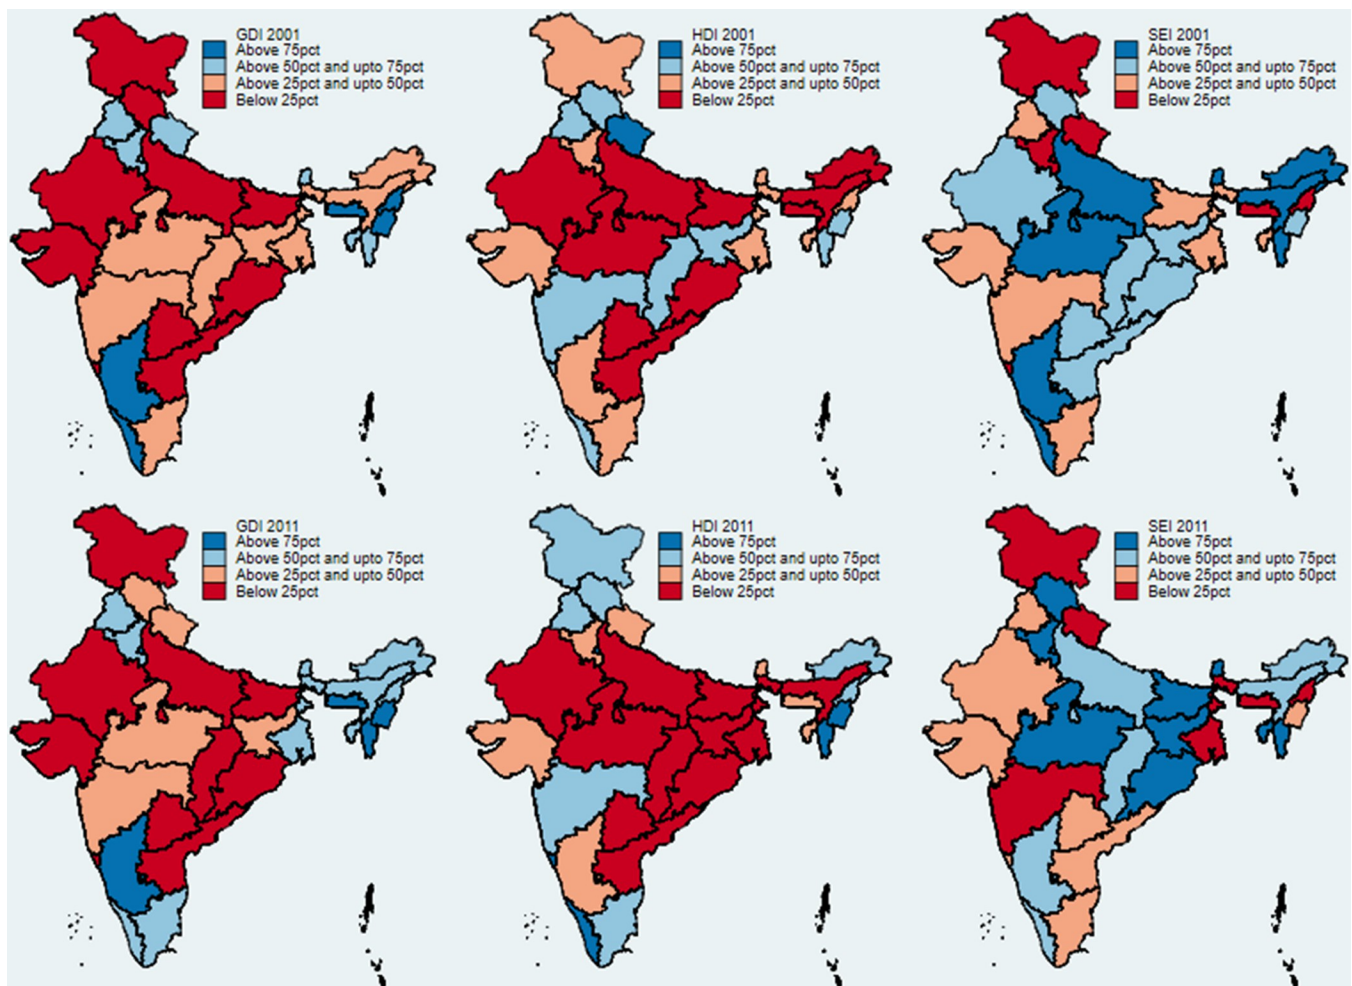 GDI 2001
Above 75pct
Above 50pct and upto 75pct
Above 25pct and upto 50pct
Below 25pct
HDI 2001
Above 75pct
Above 50pct and upto 75pct
Above 25pct and upto 50pct
Below 25pct
SEI 2001
Above 75pct
Above 50pct and upto 75pct
Above 25pct and upto 50pct
Below 25pct
GDI 2011
Above 75pct
Above 50pct and upto 75pct
Above 25pct and upto 50pct
Below 25pct
HDI 2011
Above 75pct
Above 50pct and upto 75pct
Above 25pct and upto 50pct
Below 25pct
SEI 2011
Above 75pct
Above 50pct and upto 75pct
Above 25pct and upto 50pct
Below 25pct